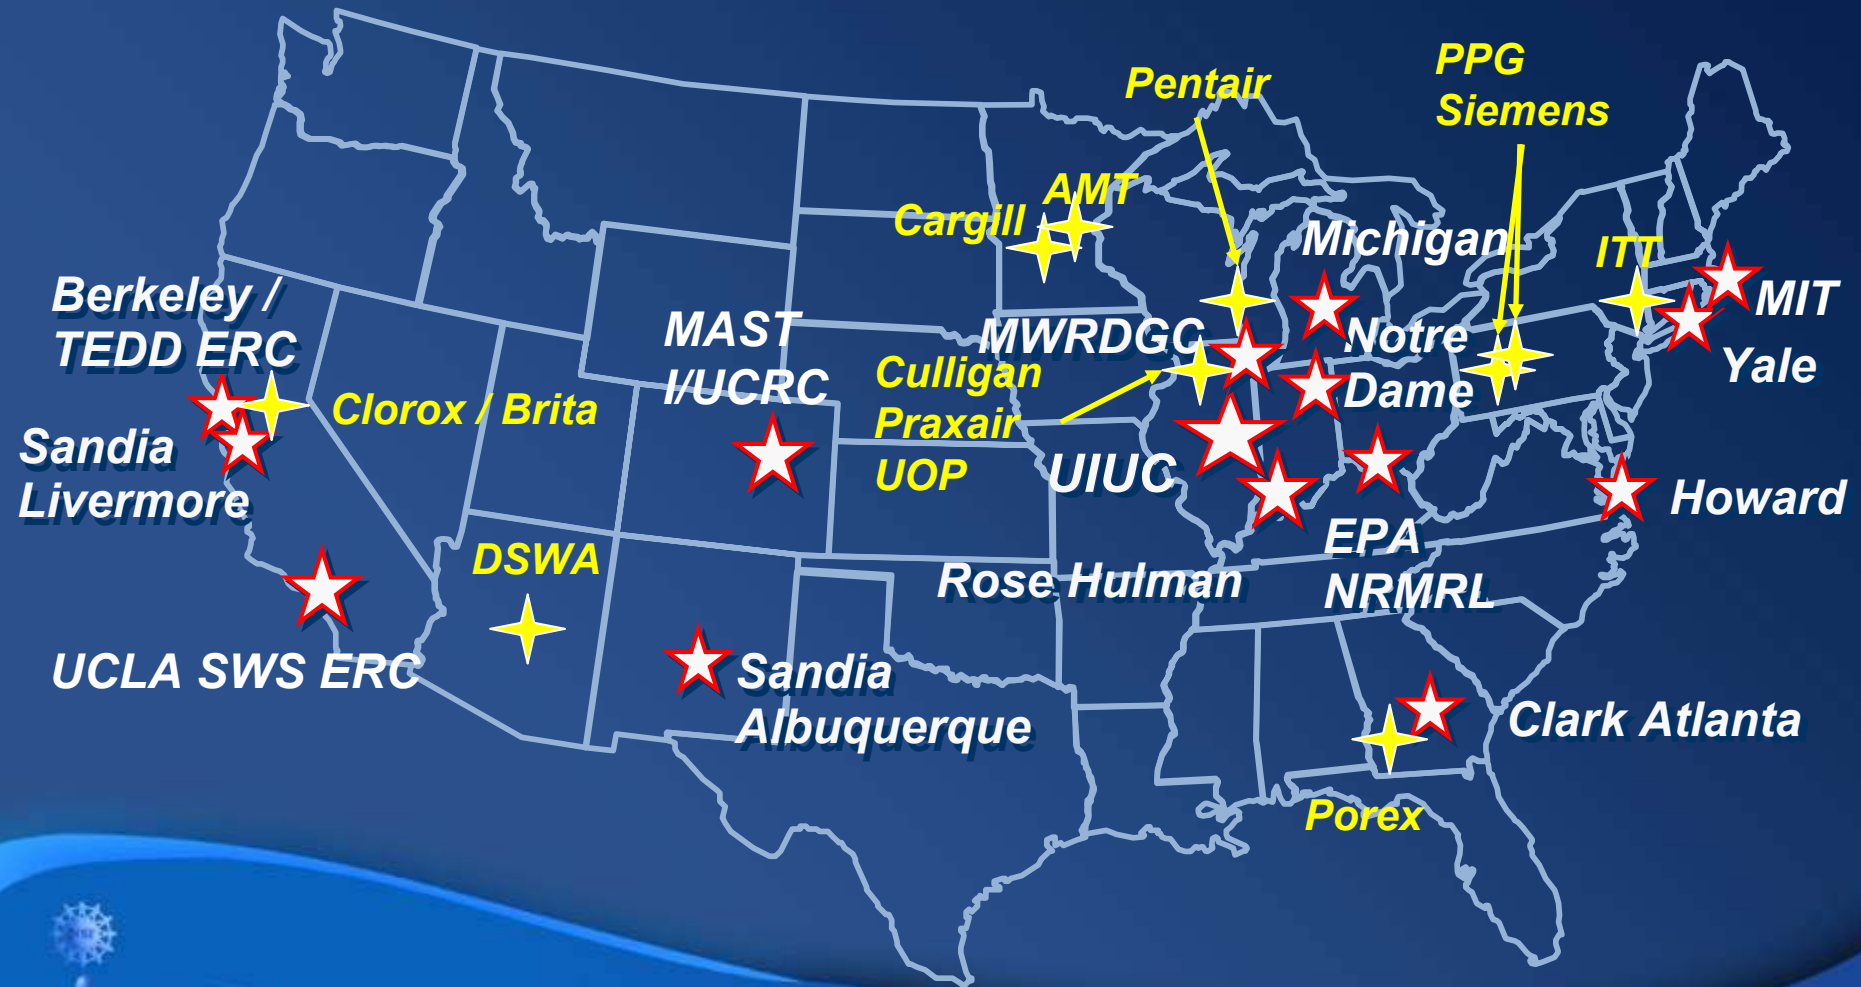 PPG
Siemens
Pentair
AMT
Cargill
Michigan
ITT
Berkeley /
TEDD ERC
MIT
MAST
I/UCRC
MWRDGC
Notre
Dame
Yale
Culligan
Praxair
UOP
Clorox / Brita
Sandia
Livermore
UIUC
Howard
DSWA
EPA
NRMRL
Rose Hulman
UCLA SWS ERC
Sandia
Albuquerque
Clark Atlanta
Porex
NSF